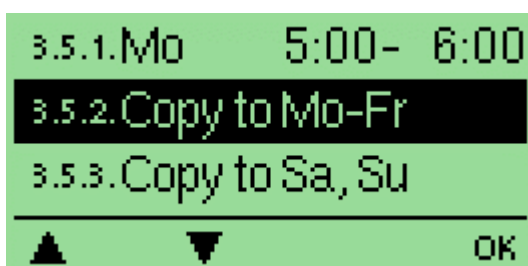 3.5.1.Mo 5:00- 6:00
3.5.2.Copy to Mo-Fr
3.5.3.Copy to Sa, Su
OK